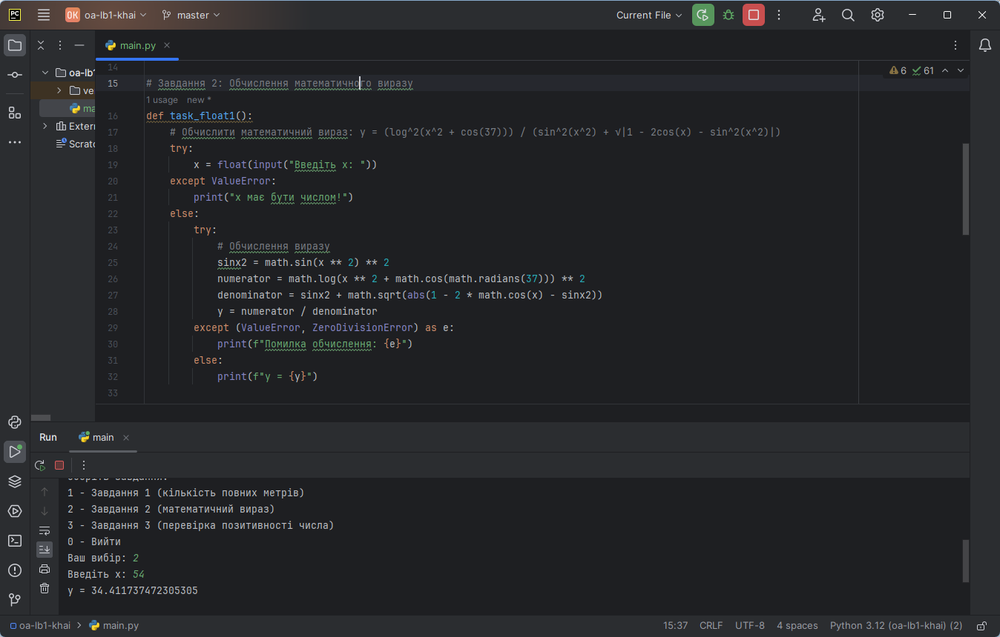 PC
OK oa-lb1-khai master Current File
oa-lb1
ve
ma
Extern
Scratc
main.py
6 61
14
15 # Завдання 2: Обчислення математичного виразу
1 usage new *
16 def task_float1():
17 # Обчислити математичний вираз: y = (log^2(x^2 + cos(37))) / (sin^2(x^2) + √|1 - 2cos(x) - sin^2(x^2)|)
18 try:
19 x = float(input("Введіть x: "))
20 except ValueError:
21 print("x має бути числом!")
22 else:
23 try:
24 # Обчислення виразу
25 sinx2 = math.sin(x ** 2) ** 2
26 numerator = math.log(x ** 2 + math.cos(math.radians(37))) ** 2
27 denominator = sinx2 + math.sqrt(abs(1 - 2 * math.cos(x) - sinx2))
28 y = numerator / denominator
29 except (ValueError, ZeroDivisionError) as e:
30 print(f"Помилка обчислення: {e}")
31 else:
32 print(f"y = {y}")
33
Run main
1 - Завдання 1 (кількість повних метрів)
2 - Завдання 2 (математичний вираз)
3 - Завдання 3 (перевірка позитивності числа)
0 - Вийти
Ваш вибір: 2
Введіть x: 54
y = 34.411737472305305
oa-lb1-khai > main.py 15:37 CRLF UTF-8 4 spaces Python 3.12 (oa-lb1-khai) (2)